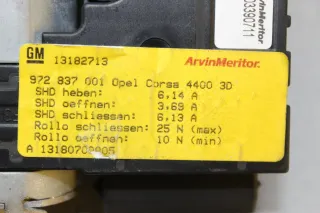 GM
13182713
ArvinMeritor.
972 837 001 Opel Corsa 4400 3D
SHD heben: 6,14 A
SHD oeffnen: 3,69 A
SHD schliessen: 6,13 A
Rollo schliessen: 25 N (max)
Rollo oeffnen: 10 N (min)
ArvinMeritor